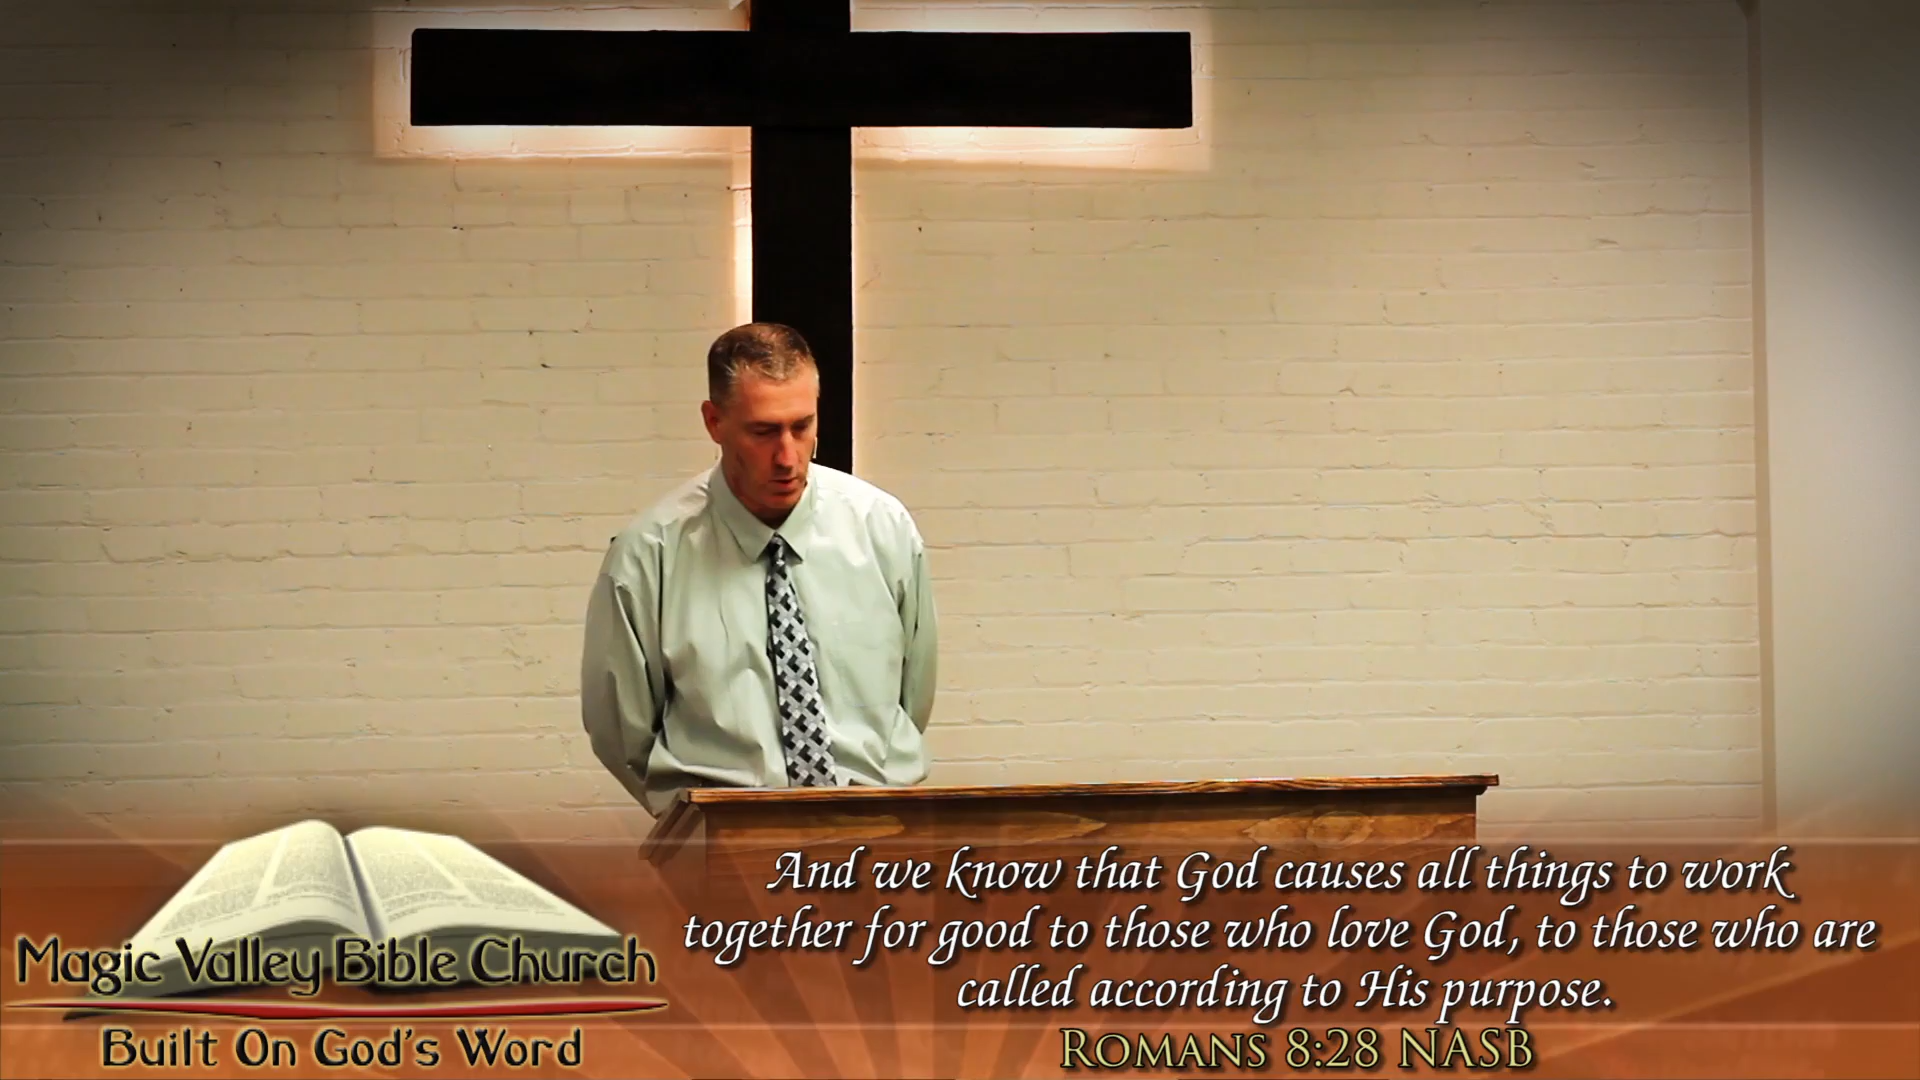 And we know that God causes all things to work
together for good to those who love God, to those who are
called according to His purpose.
Romans 8:28 NASB
Magic Valley Bible Church
Built On God's Word